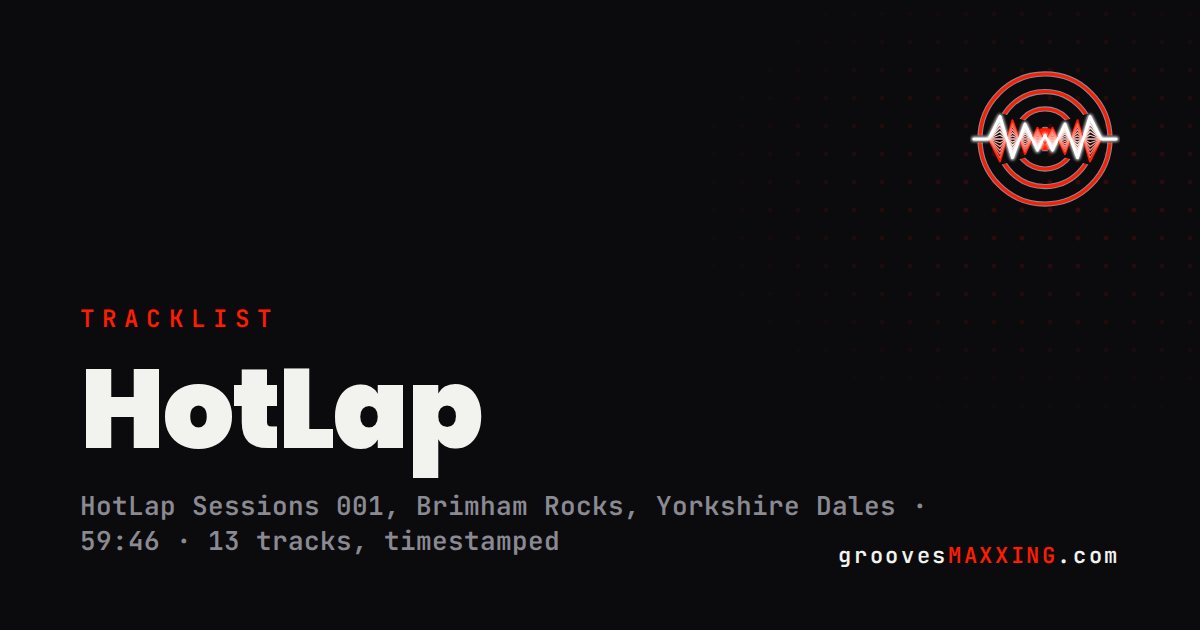 TRACKLIST
HotLap
HotLap Sessions 001, Brimham Rocks, Yorkshire Dales ·
59:46 · 13 tracks, timestamped
groovesMAXXING.com